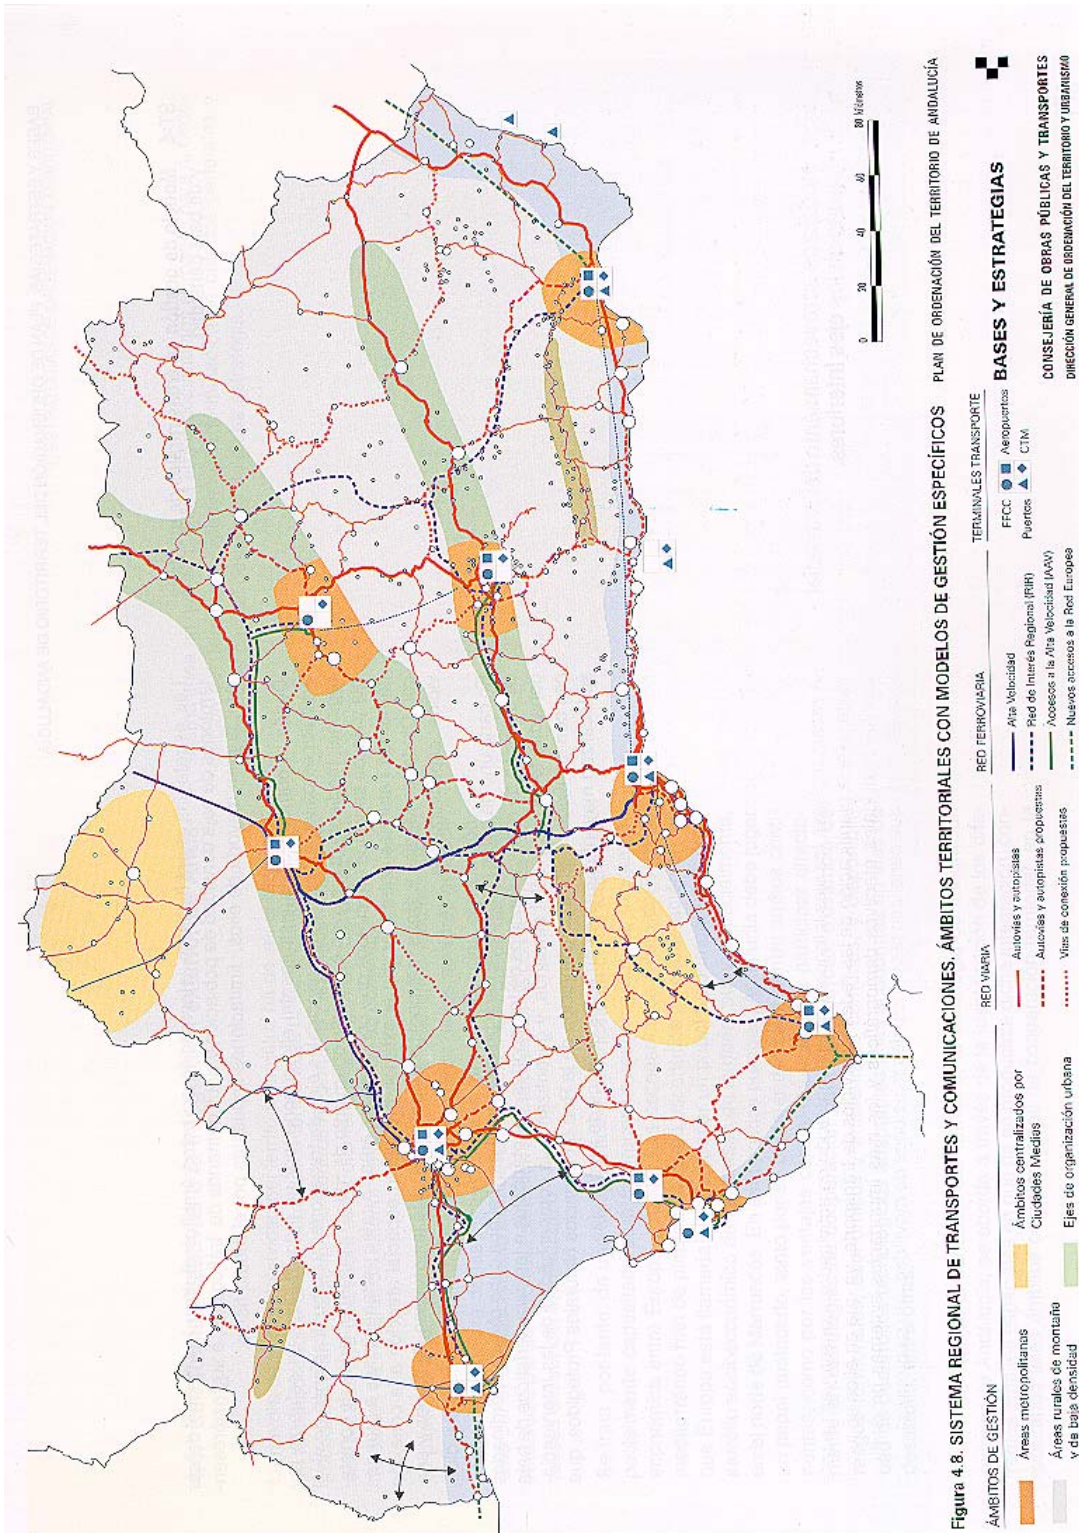 Figura 4.8. SISTEMA REGIONAL DE TRANSPORTES Y COMUNICACIONES. ÁMBITOS TERRITORIALES CON MODELOS DE GESTIÓN ESPECÍFICOS
PLAN DE ORDENACIÓN DEL TERRITORIO DE ANDALUCÍA
0 20 40 60 80 kilómetros
ÁMBITOS DE GESTIÓN
Áreas metropolitanas
Áreas rurales de montaña
y de baja densidad
Ámbitos centralizados por
Ciudades Medias
Ejes de organización urbana
RED VIARIA
Autovías y autopistas
Autovías y autopistas propuestas
Vías de conexión propuestas
RED FERROVIARIA
Alta Velocidad
Red de Interés Regional (RIR)
Accesos a la Alta Velocidad (AAV)
Nuevos accesos a la Red Europea
TERMINALES TRANSPORTE
FFCC Aeropuertos
Puertos CTM
BASES Y ESTRATEGIAS
CONSEJERÍA DE OBRAS PÚBLICAS Y TRANSPORTES
DIRECCIÓN GENERAL DE ORDENACIÓN DEL TERRITORIO Y URBANISMO